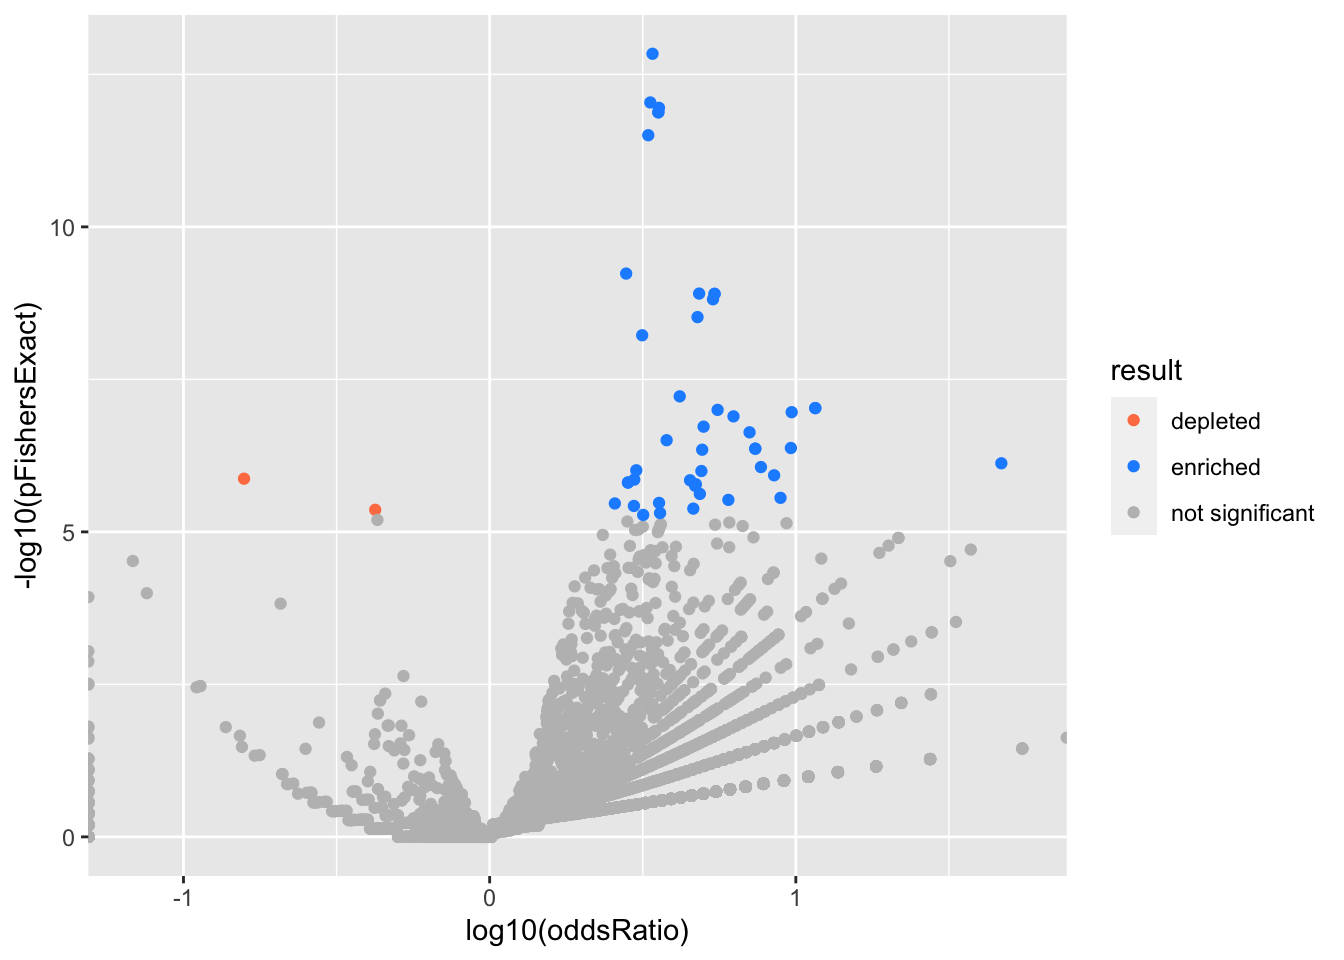 10
5
0
-1
0
1
-log10(pFishersExact)
log10(oddsRatio)
result
depleted
enriched
not significant